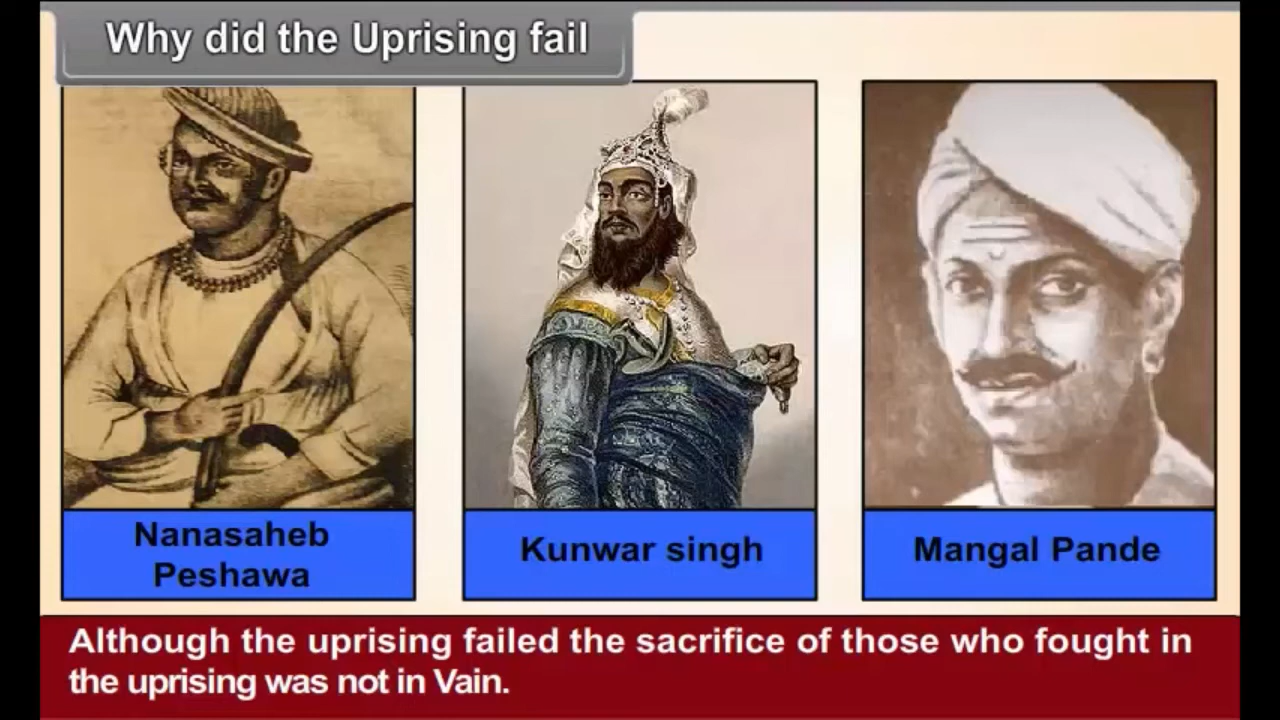 Why did the Uprising fail
Nanasaheb
Peshawa
Kunwar singh
Mangal Pande
Although the uprising failed the sacrifice of those who fought in
the uprising was not in Vain.